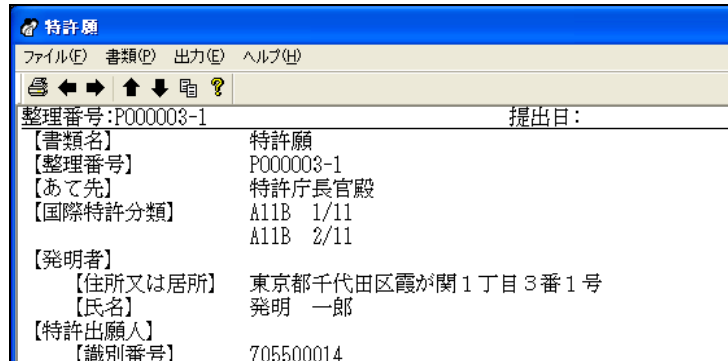 特許願
ファイル(F) 書類(P) 出力(E) ヘルプ(H)
整理番号:P000003-1 提出日:
【書類名】 特許願
【整理番号】 P000003-1
【あて先】 特許庁長官殿
【国際特許分類】 A11B 1/11
A11B 2/11
【発明者】
【住所又は居所】 東京都千代田区霞が関1丁目3番1号
【氏名】 発明 一郎
【特許出願人】
【識別番号】 705500014